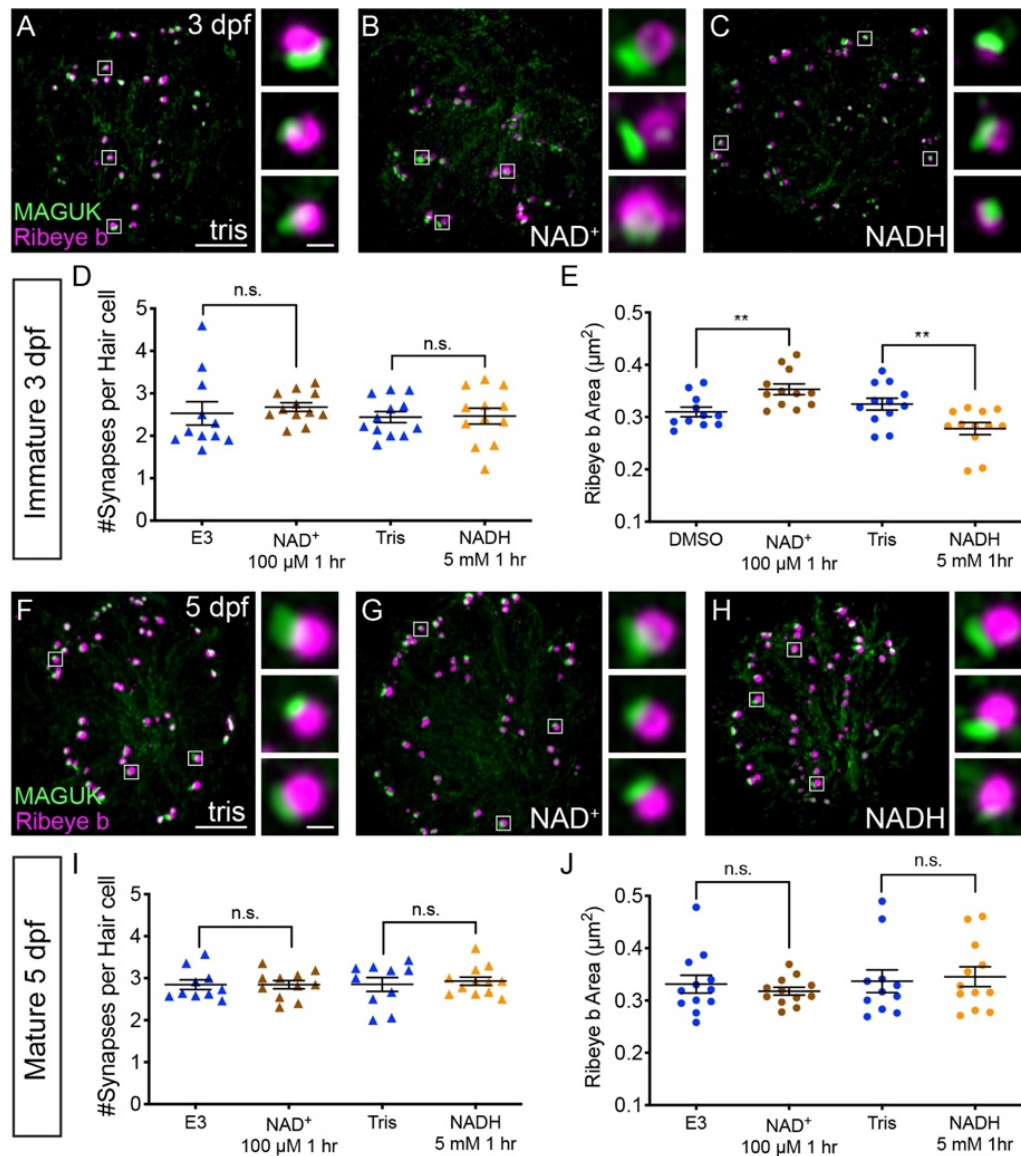 A
3 dpf
B
C
MAGUK
Ribeye b
tris
NAD+
NADH
Immature 3 dpf
D
n.s.
n.s.
#Synapses per Hair cell
5
4
3
2
1
0
E3
NAD+
100 µM 1 hr
Tris
NADH
5 mM 1hr
E
**
**
Ribeye b Area (µm²)
0.5
0.4
0.3
0.2
0.1
DMSO
NAD+
100 µM 1 hr
Tris
NADH
5 mM 1hr
F
5 dpf
G
H
MAGUK
Ribeye b
tris
NAD+
NADH
Mature 5 dpf
I
n.s.
n.s.
#Synapses per Hair cell
5
4
3
2
1
0
E3
NAD+
100 µM 1 hr
Tris
NADH
5 mM 1hr
J
n.s.
n.s.
Ribeye b Area (µm²)
0.5
0.4
0.3
0.2
0.1
E3
NAD+
100 µM 1 hr
Tris
NADH
5 mM 1hr